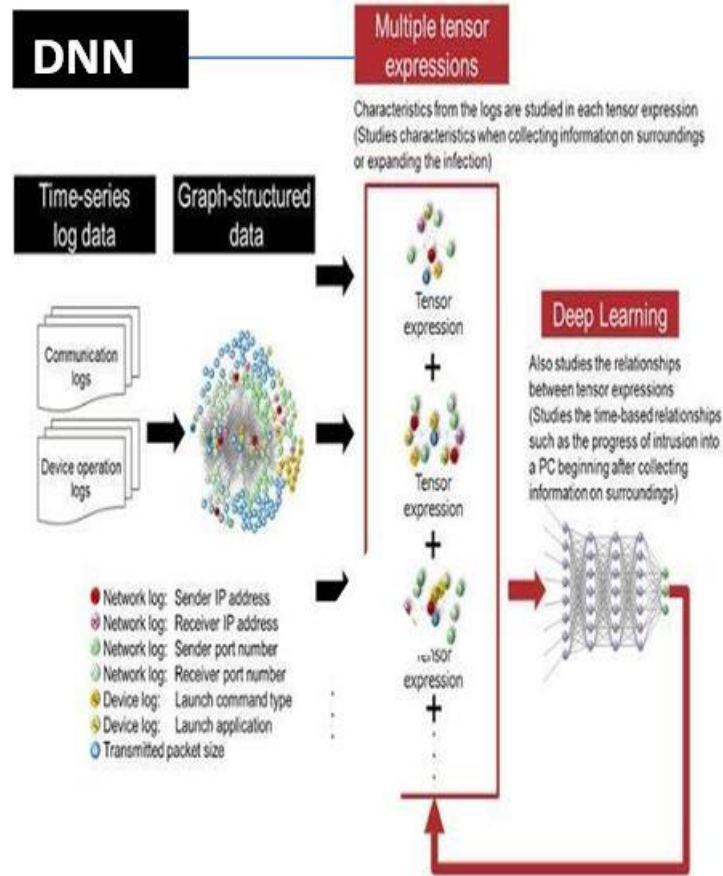 DNN
Multiple tensor
expressions
Characteristics from the logs are studied in each tensor expression
(Studies characteristics when collecting information on surroundings
or expanding the infection)
Time-series
log data
Graph-structured
data
Communication
logs
Device operation
logs
Tensor
expression
+
Tensor
expression
+
expression
+
Deep Learning
Also studies the relationships
between tensor expressions
(Studies the time-based relationships
such as the progress of intrusion into
a PC beginning after collecting
information on surroundings)
Network log: Sender IP address
Network log: Receiver IP address
Network log: Sender port number
Network log: Receiver port number
Device log: Launch command type
Device log: Launch application
Transmitted packet size